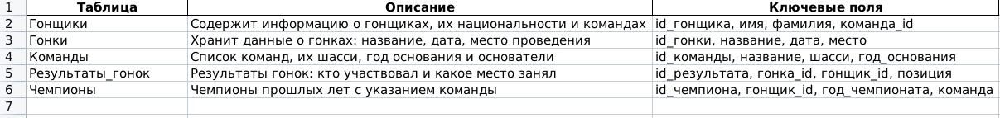 1 Таблица Описание Ключевые поля
2 Гонщики Содержит информацию о гонщиках, их национальности и командах id_гонщика, имя, фамилия, команда_id
3 Гонки Хранит данные о гонках: название, дата, место проведения id_гонки, название, дата, место
4 Команды Список команд, их шасси, год основания и основатели id_команды, название, шасси, год_основания
5 Результаты_гонок Результаты гонок: кто участвовал и какое место занял id_результата, гонка_id, гонщик_id, позиция
6 Чемпионы Чемпионы прошлых лет с указанием команды id_чемпиона, гонщик_id, год_чемпионата, команда
7